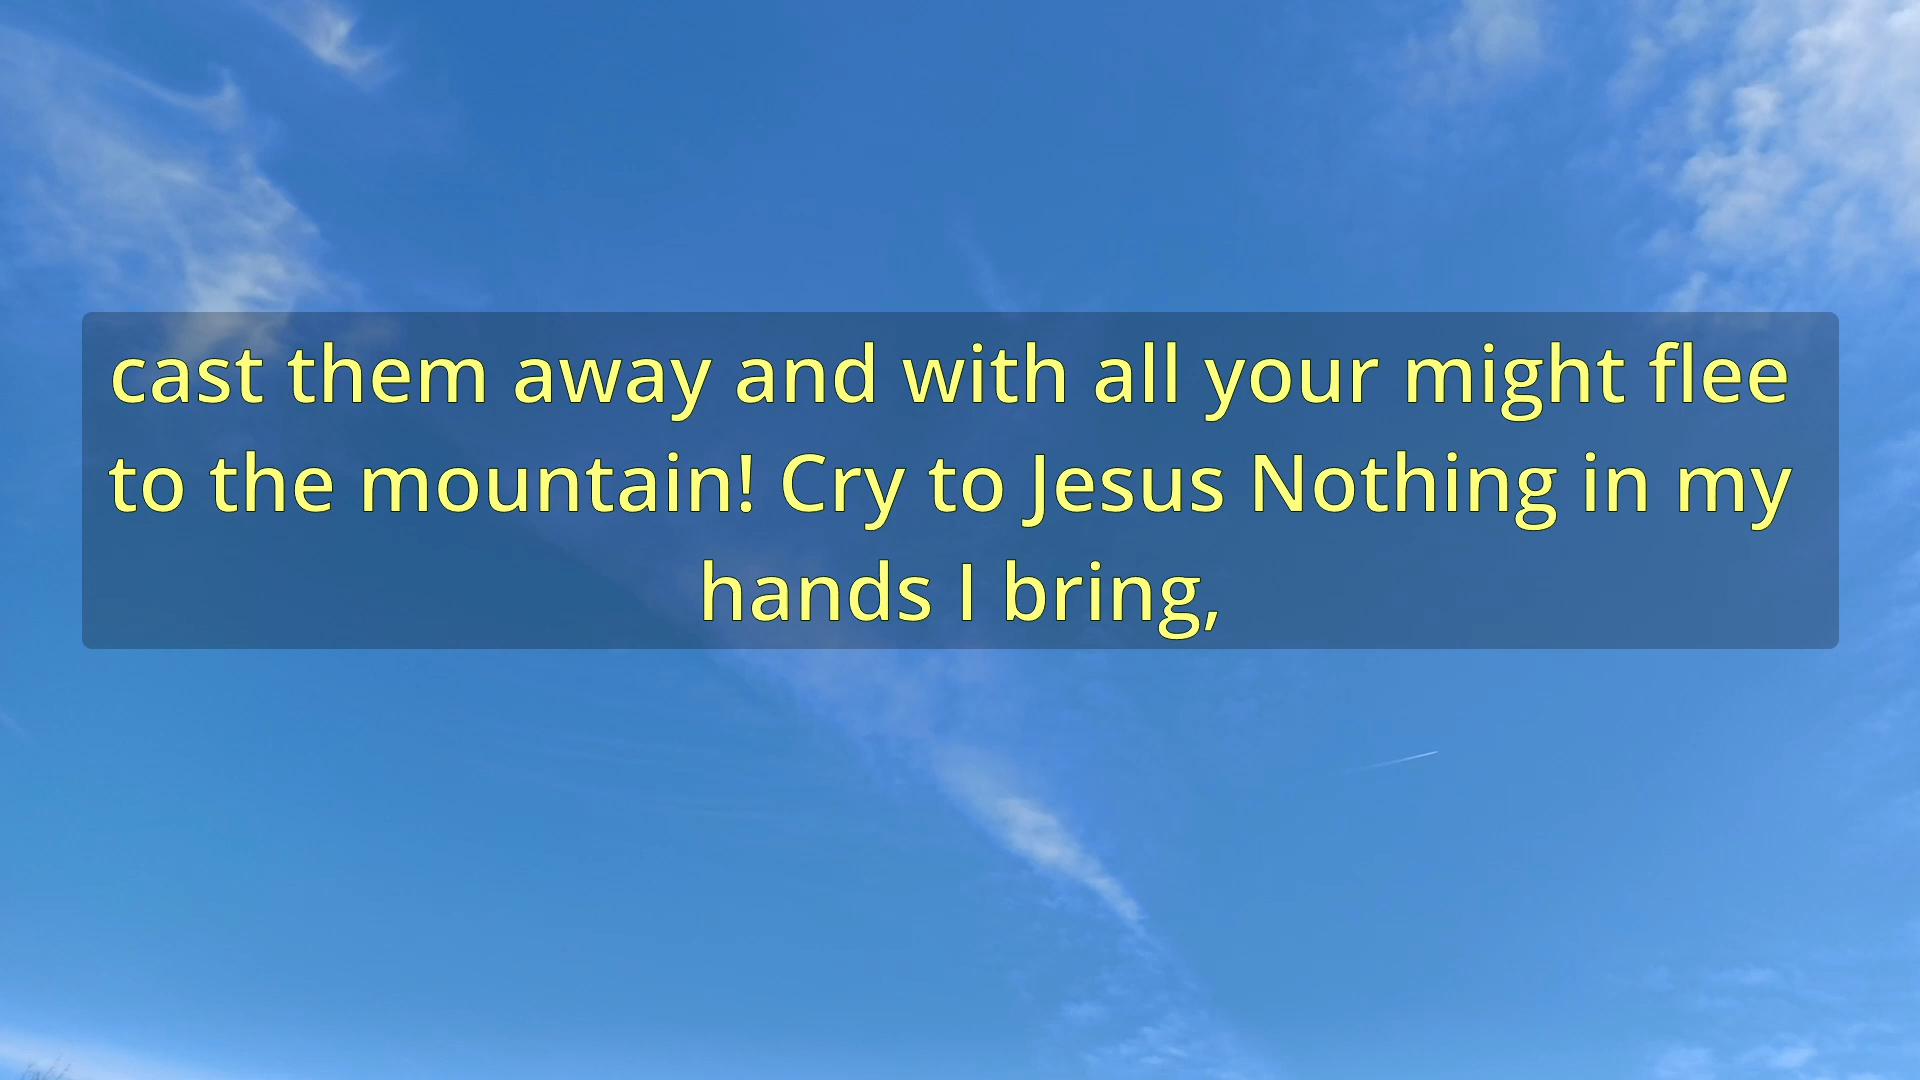 cast them away and with all your might flee
to the mountain! Cry to Jesus Nothing in my
hands I bring,